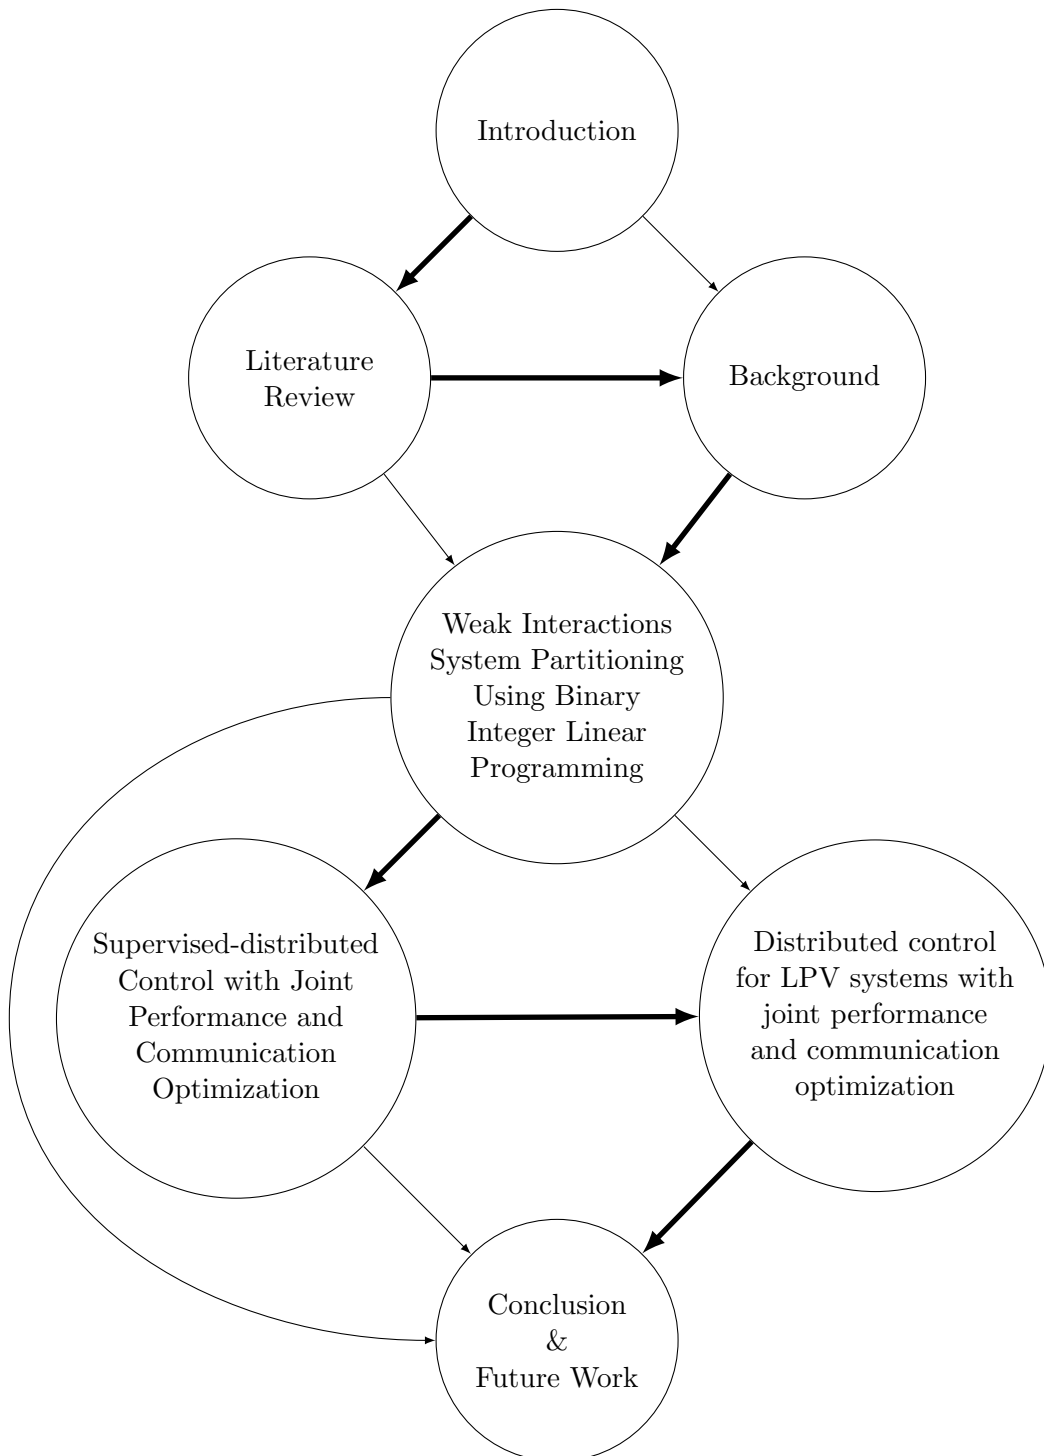 Introduction
Literature
Review
Background
Weak Interactions
System Partitioning
Using Binary
Integer Linear
Programming
Supervised-distributed
Control with Joint
Performance and
Communication
Optimization
Distributed control
for LPV systems with
joint performance
and communication
optimization
Conclusion
&
Future Work